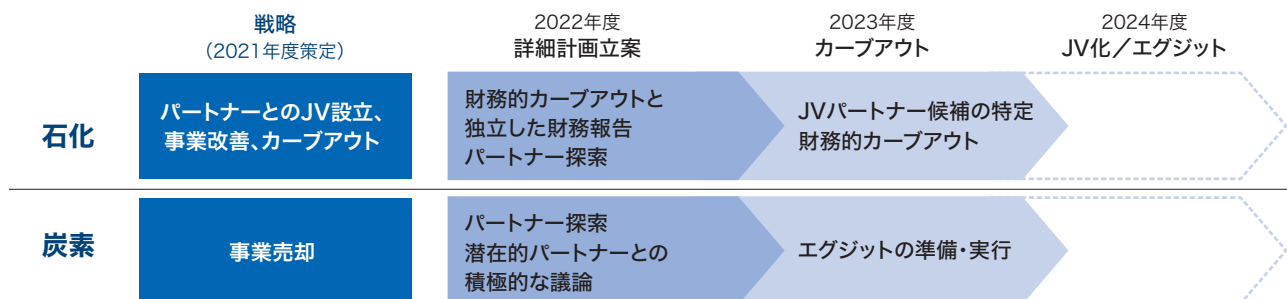 戦略
(2021年度策定)
2022年度
詳細計画立案
2023年度
カーブアウト
2024年度
JV化／エグジット
石化
パートナーとのJV設立、
事業改善、カーブアウト
財務的カーブアウトと
独立した財務報告
パートナー探索
JVパートナー候補の特定
財務的カーブアウト
炭素
事業売却
パートナー探索
潜在的パートナーとの
積極的な議論
エグジットの準備・実行